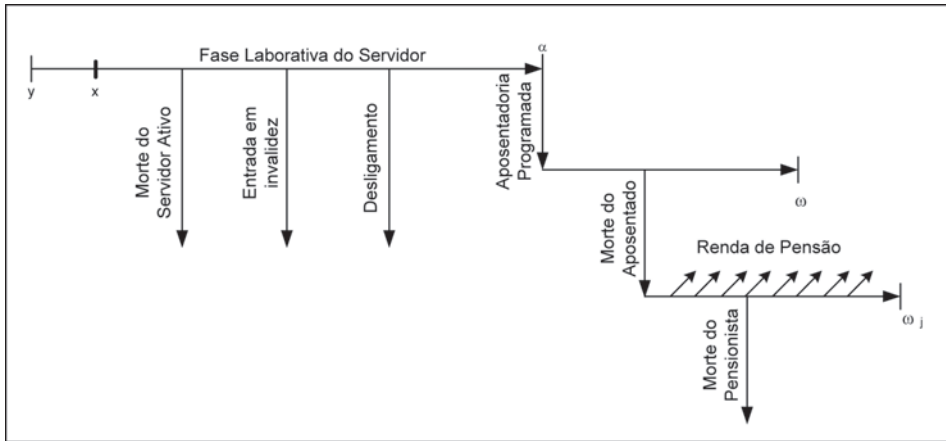 Fase Laborativa do Servidor
α
y
x
Morte do
Servidor Ativo
Entrada em
invalidez
Desligamento
Aposentadoria
Programada
ω
Morte do
Aposentado
Renda de Pensão
ω j
Morte do
Pensionista